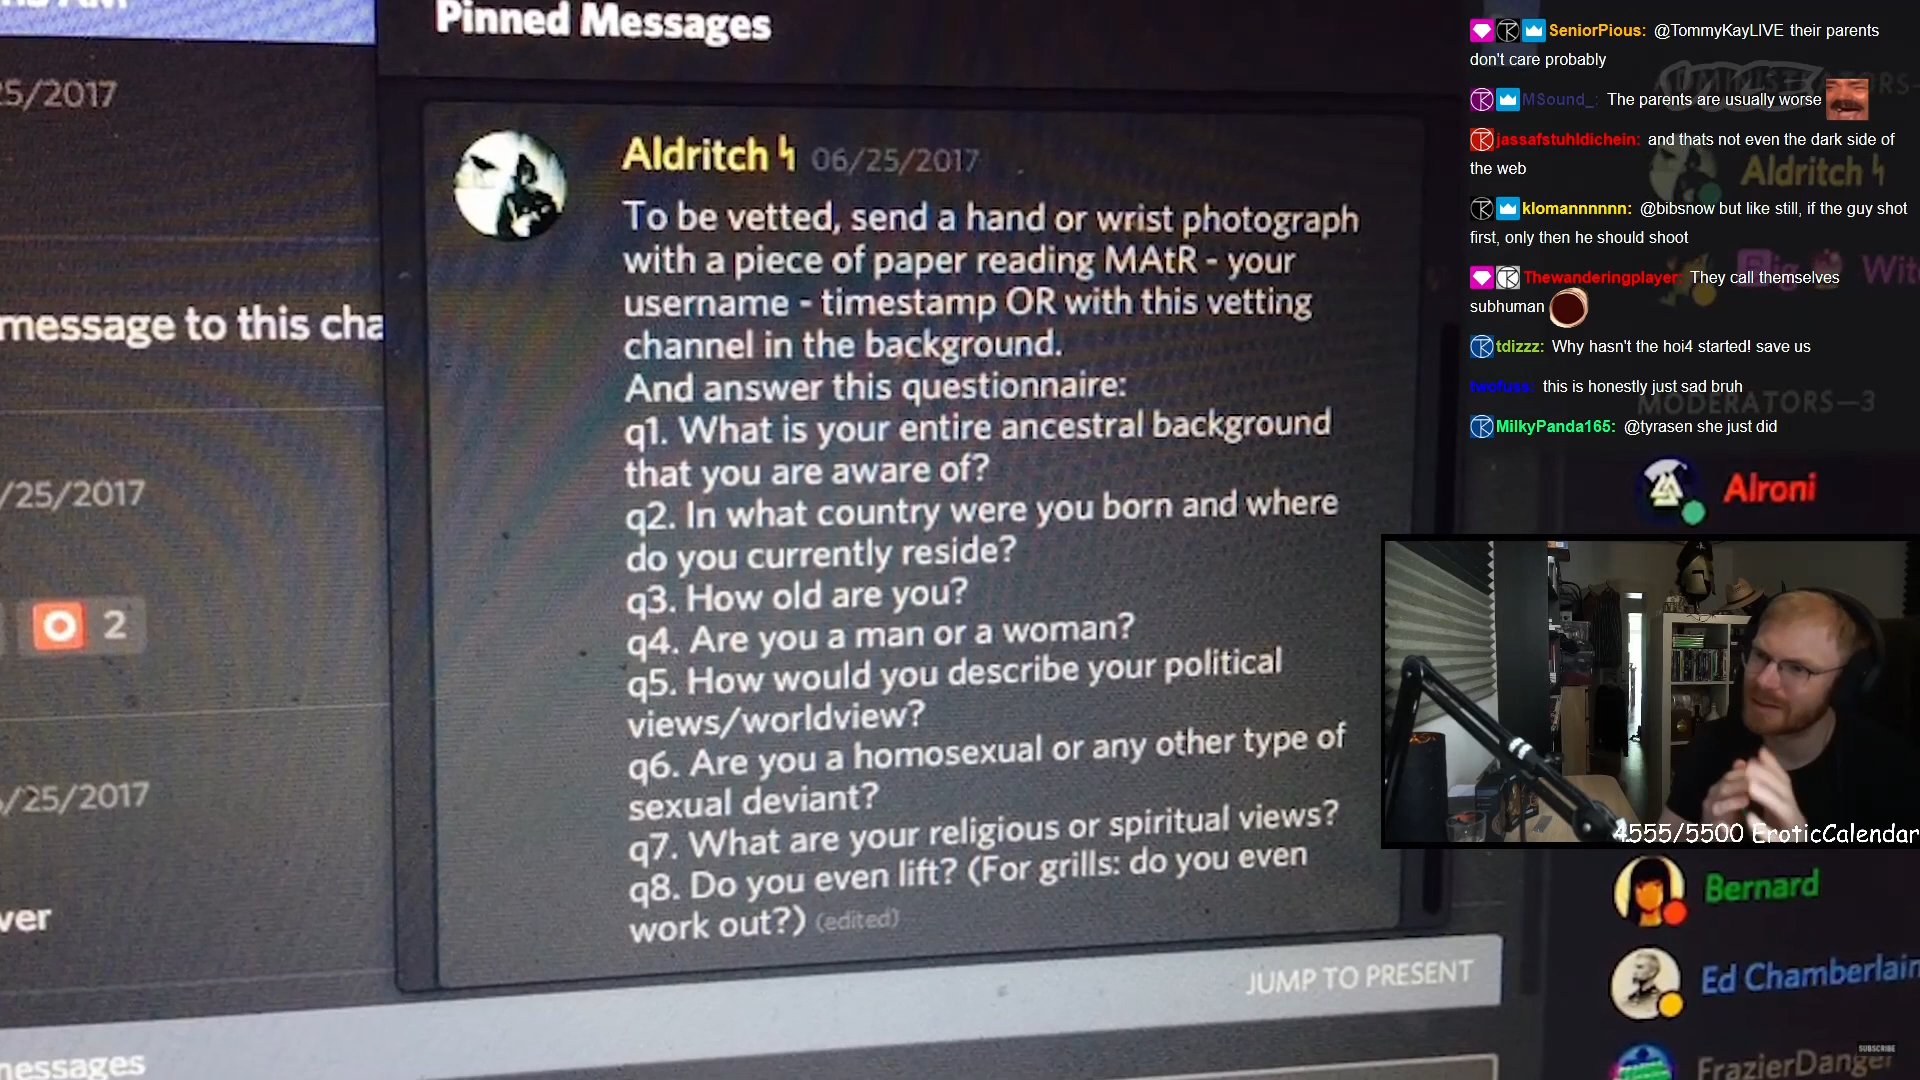 Pinned Messages
25/2017
message to this cha
/25/2017
2
/25/2017
ver
messages
Aldritch ϟ 06/25/2017
To be vetted, send a hand or wrist photograph
with a piece of paper reading MAtR - your
username - timestamp OR with this vetting
channel in the background.
And answer this questionnaire:
q1. What is your entire ancestral background
that you are aware of?
q2. In what country were you born and where
do you currently reside?
q3. How old are you?
q4. Are you a man or a woman?
q5. How would you describe your political
views/worldview?
q6. Are you a homosexual or any other type of
sexual deviant?
q7. What are your religious or spiritual views?
q8. Do you even lift? (For grills: do you even
work out?) (edited)
JUMP TO PRESENT
SeniorPious: @TommyKayLIVE their parents
don't care probably
MSound_: The parents are usually worse
jassafstuhldichein: and thats not even the dark side of
the web
klomannnnnn: @bibsnow but like still, if the guy shot
first, only then he should shoot
Thewanderingplayer: They call themselves
subhuman
tdizzz: Why hasn't the hoi4 started! save us
twofuss: this is honestly just sad bruh
MilkyPanda165: @tyrasen she just did
Aldritch ϟ
MODERATORS—3
Alroni
4555/5500 EroticCalendar
Bernard
Ed Chamberlain
SUBSCRIBE
FrazierDanger